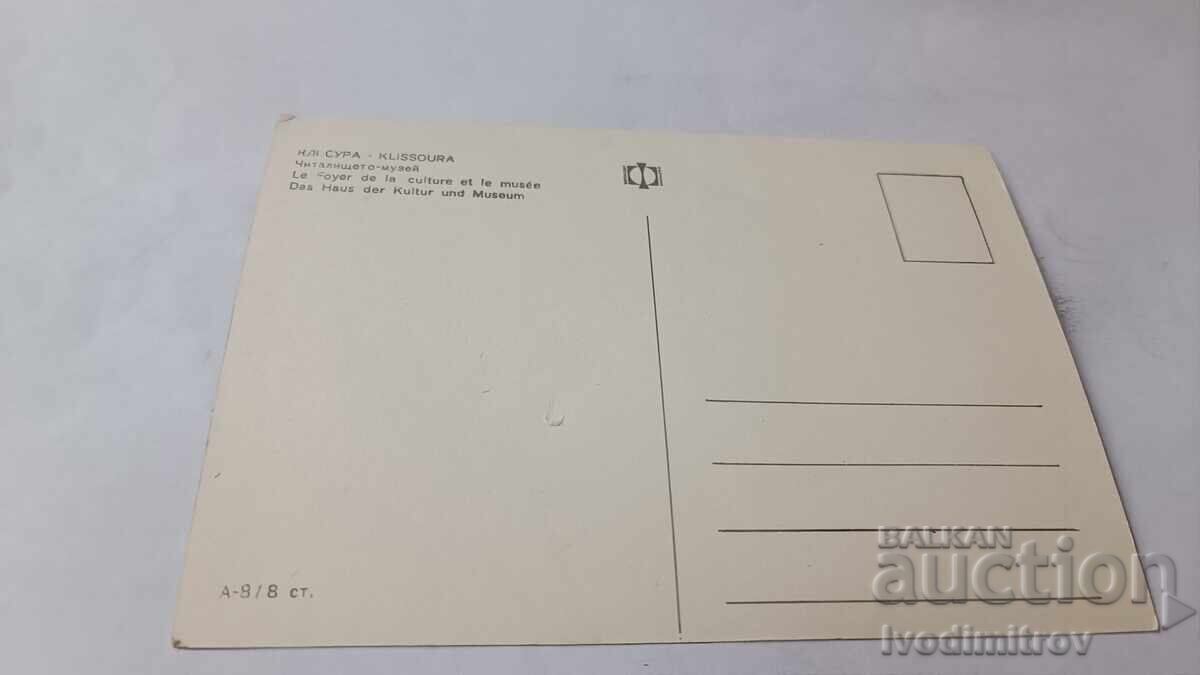 КЛИСУРА - KLISSOURA
Читалището-музей
Le Foyer de la culture et le musée
Das Haus der Kultur und Museum
А-8/8 ст.
BALKAN
auction
Ivodimitrov